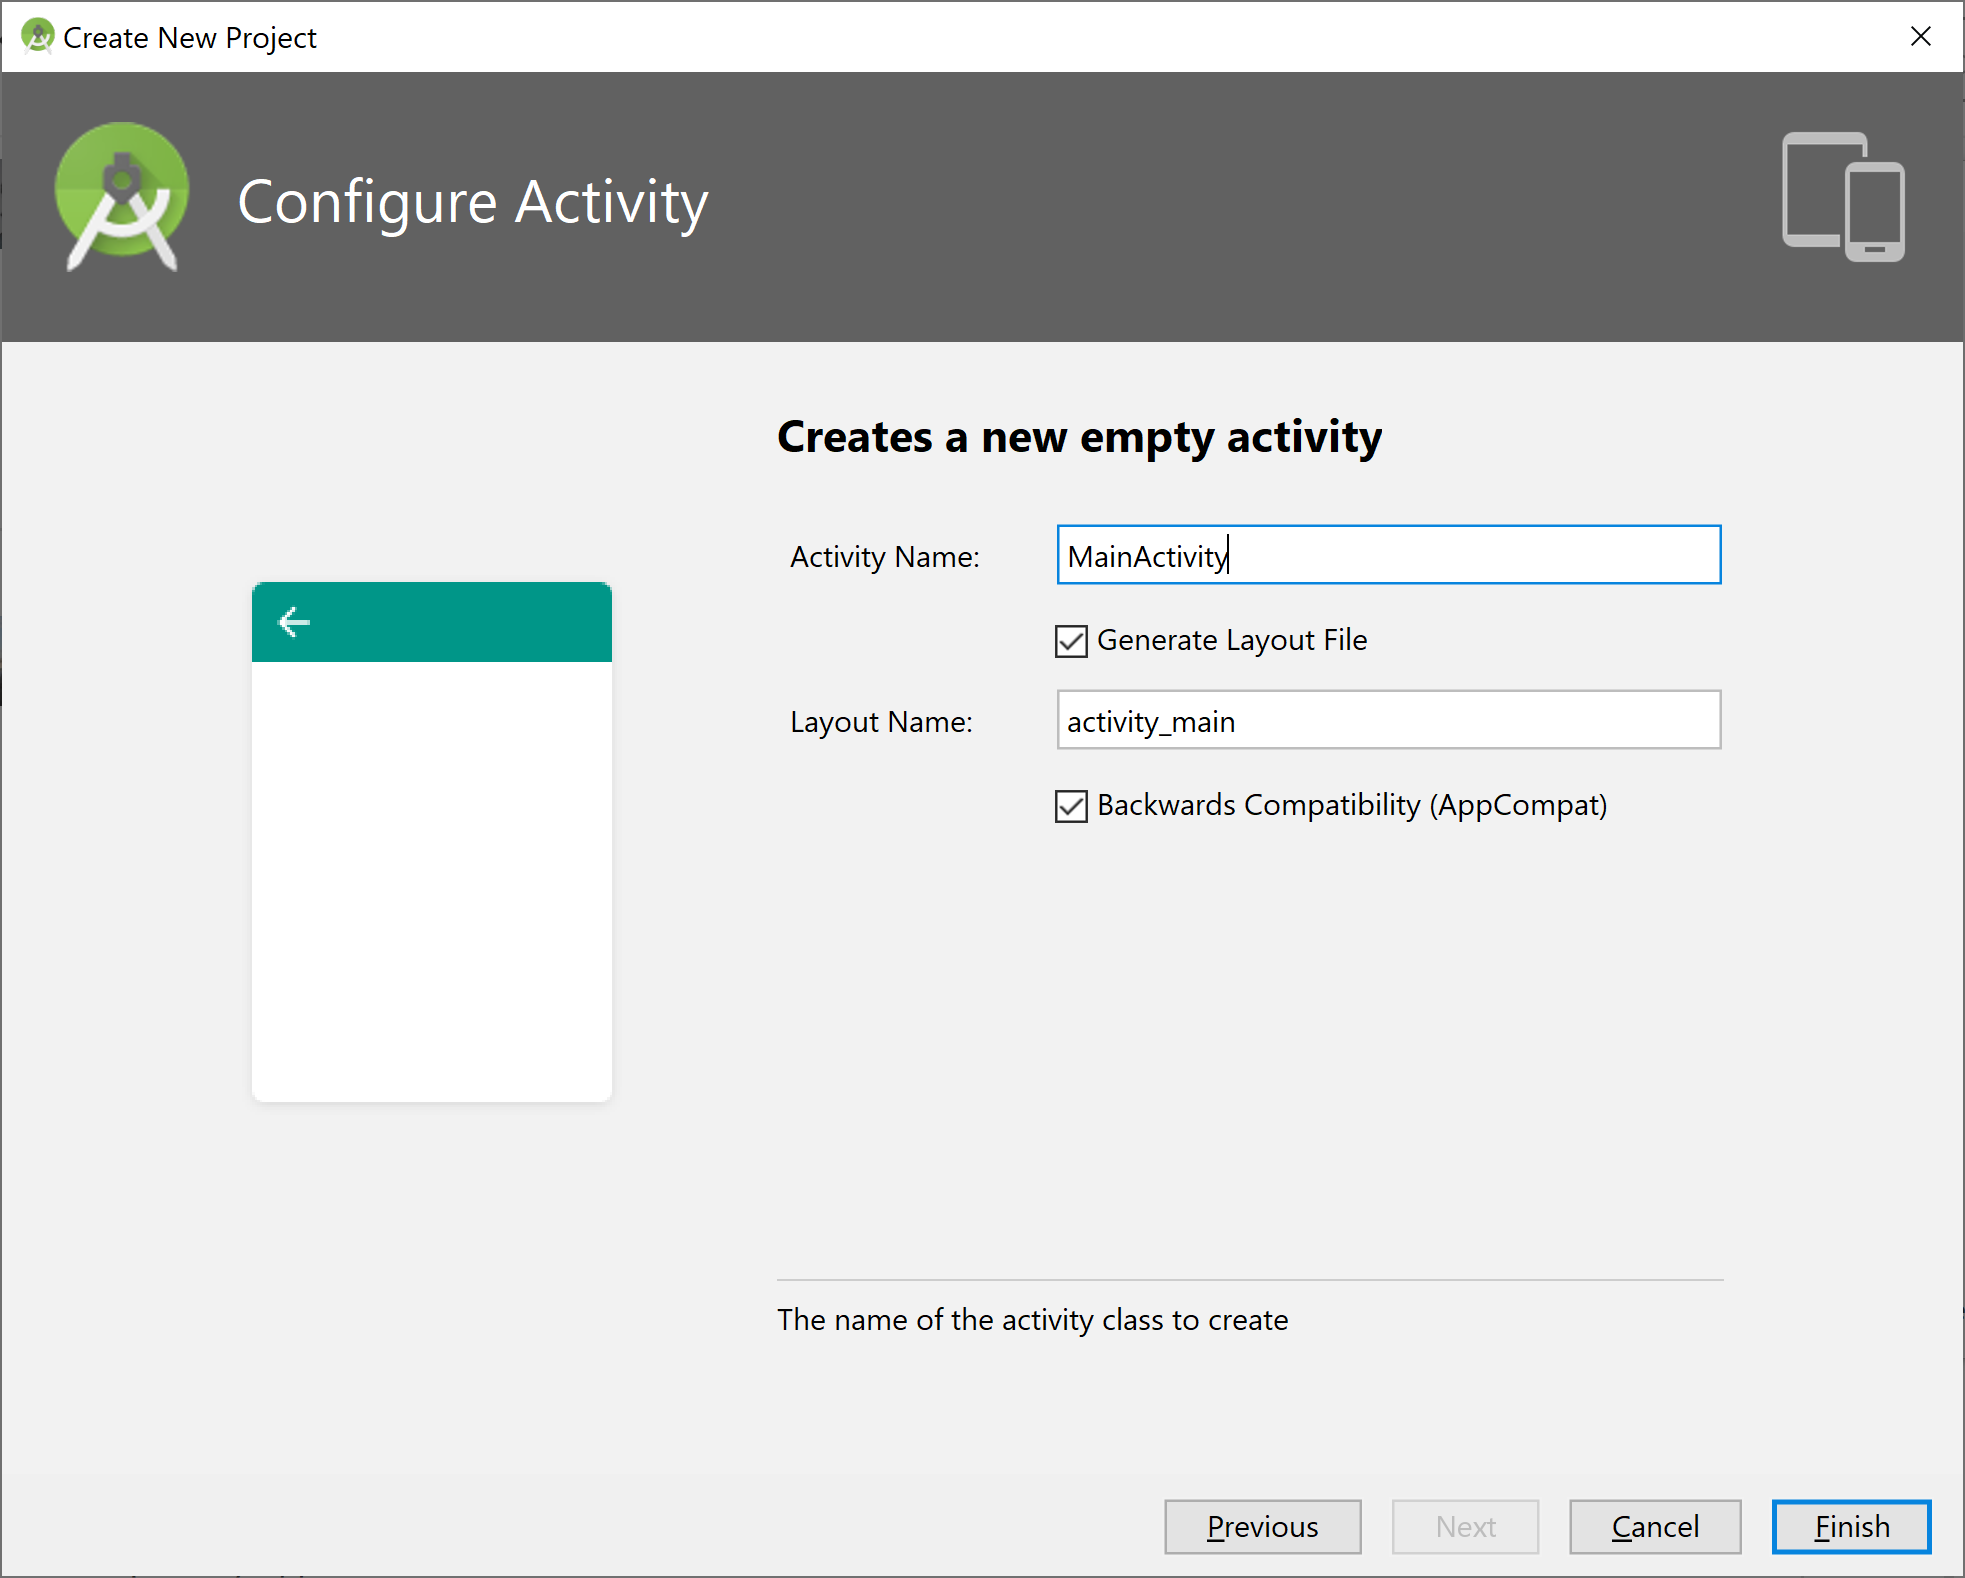 Create New Project
Configure Activity
Creates a new empty activity
Activity Name: MainActivity
Generate Layout File
Layout Name: activity_main
Backwards Compatibility (AppCompat)
The name of the activity class to create
Previous Next Cancel Finish